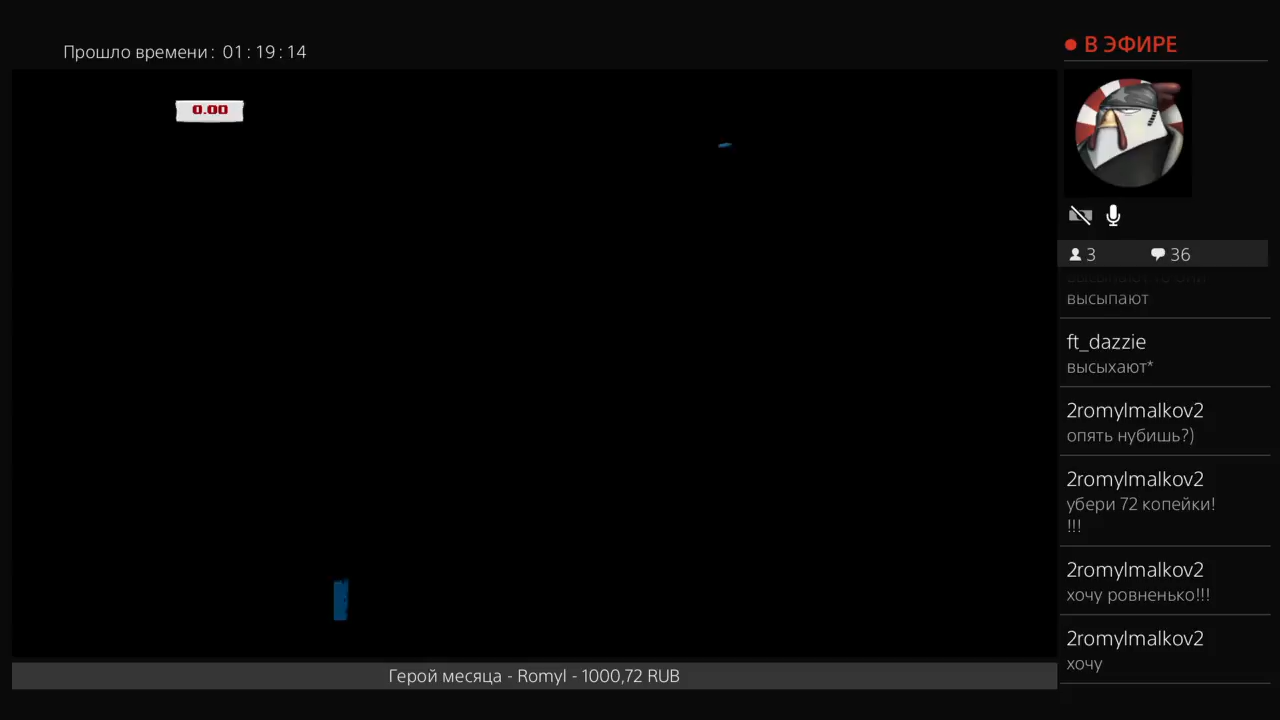 Прошло времени: 01:19:14
В ЭФИРЕ
0.00
3
36
высыпают
ft_dazzie
высыхают*
2romylmalkov2
опять нубишь?)
2romylmalkov2
убери 72 копейки!
!!!
2romylmalkov2
хочу ровненько!!!
2romylmalkov2
хочу
Герой месяца - Romyl - 1000,72 RUB